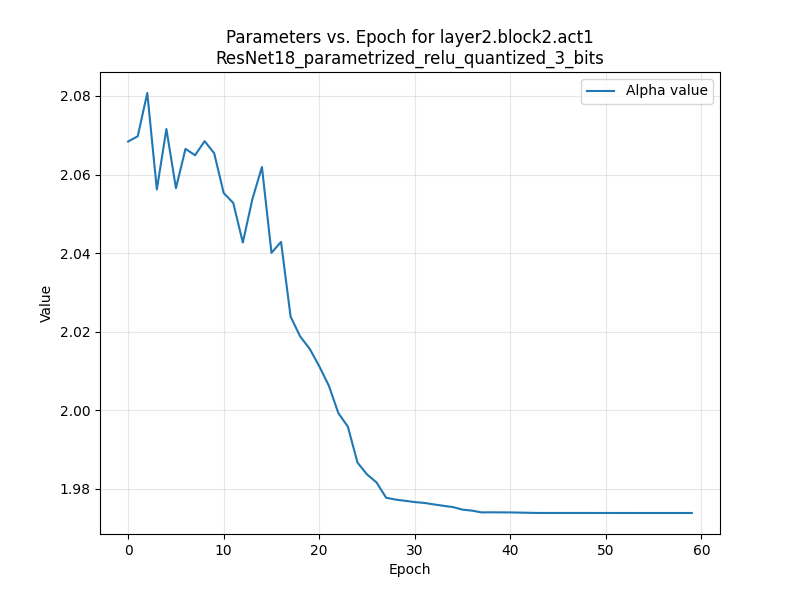 Parameters vs. Epoch for layer2.block2.act1
ResNet18_parametrized_relu_quantized_3_bits
Alpha value
2.08
2.06
2.04
2.02
2.00
1.98
Value
0 10 20 30 40 50 60
Epoch